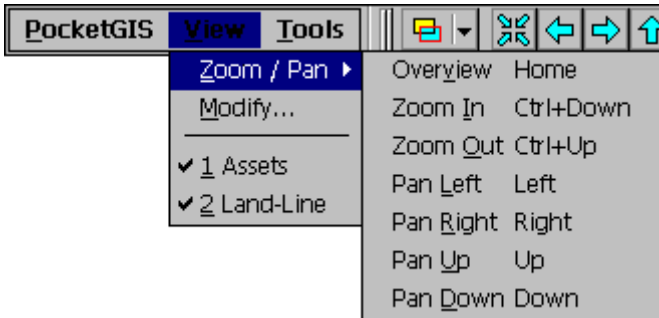 PocketGIS View Tools
Zoom / Pan
Modify...
1 Assets
2 Land-Line
Overview Home
Zoom In Ctrl+Down
Zoom Out Ctrl+Up
Pan Left Left
Pan Right Right
Pan Up Up
Pan Down Down